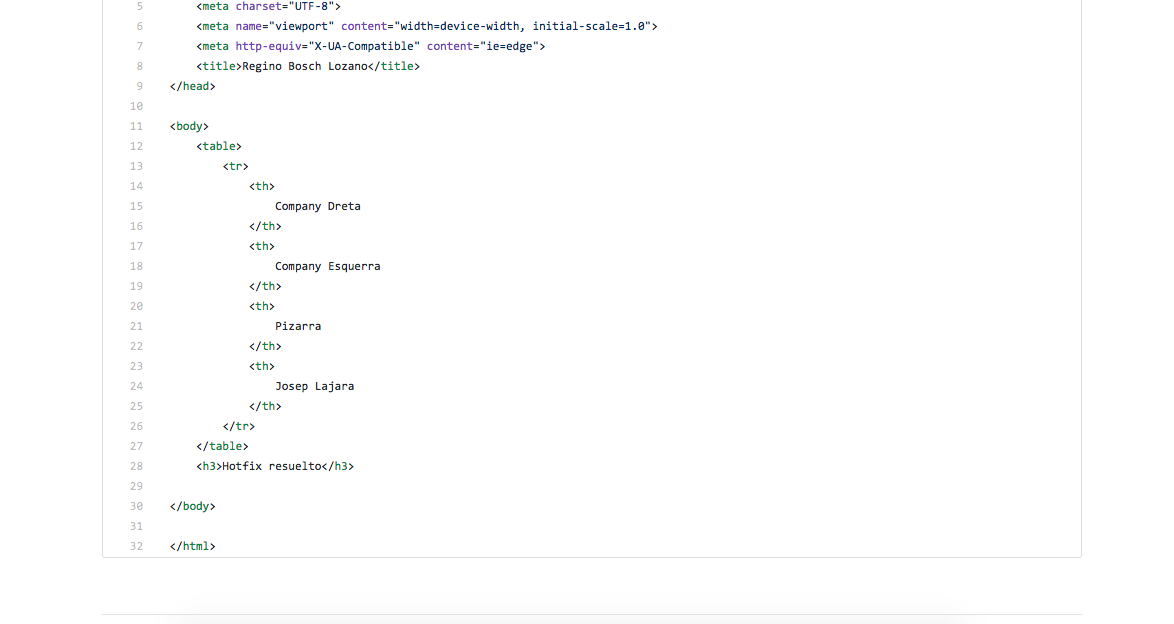 5 <meta charset="UTF-8">
6 <meta name="viewport" content="width=device-width, initial-scale=1.0">
7 <meta http-equiv="X-UA-Compatible" content="ie=edge">
8 <title>Regino Bosch Lozano</title>
9 </head>
10
11 <body>
12 <table>
13 <tr>
14 <th>
15 Company Dreta
16 </th>
17 <th>
18 Company Esquerra
19 </th>
20 <th>
21 Pizarra
22 </th>
23 <th>
24 Josep Lajara
25 </th>
26 </tr>
27 </table>
28 <h3>Hotfix resuelto</h3>
29
30 </body>
31
32 </html>